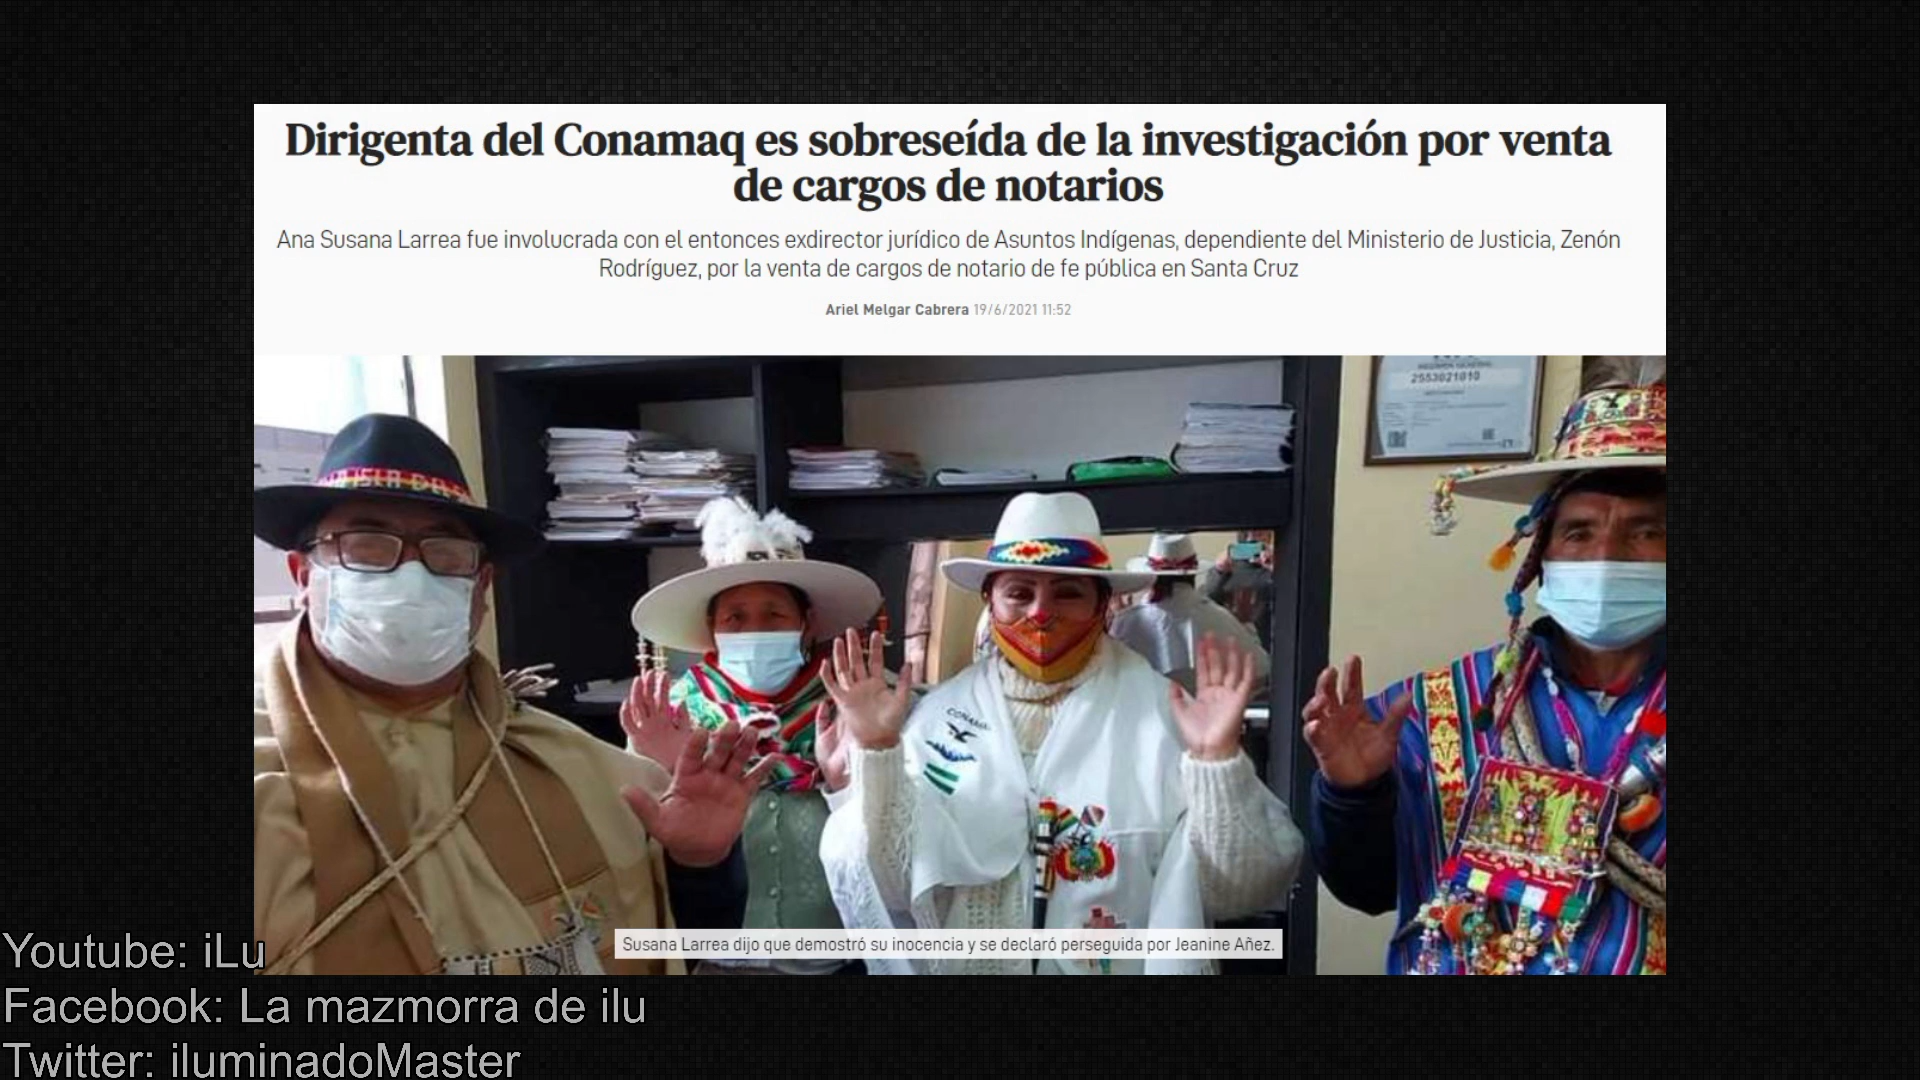 Dirigenta del Conamaq es sobreseída de la investigación por venta
de cargos de notarios
Ana Susana Larrea fue involucrada con el entonces exdirector jurídico de Asuntos Indígenas, dependiente del Ministerio de Justicia, Zenón
Rodríguez, por la venta de cargos de notario de fe pública en Santa Cruz
Ariel Melgar Cabrera 19/6/2021 11:52
2553021010
CONAMA
Susana Larrea dijo que demostró su inocencia y se declaró perseguida por Jeanine Añez.
Youtube: iLu
Facebook: La mazmorra de ilu
Twitter: iluminadoMaster